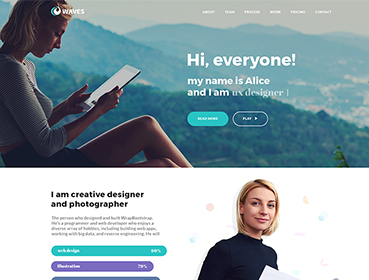 WAVES
ABOUT TEAM PROCESS WORK PRICING CONTACT
Hi, everyone!
my name is Alice
and I am ux designer |
READ MORE PLAY
I am creative designer
and photographer
The person who designed and built WrapBootstrap.
He's a programmer and web developer who enjoys a
diverse array of hobbies, including building web apps,
working with big data, and reverse engineering. He will
web design 90%
Illustration 75%